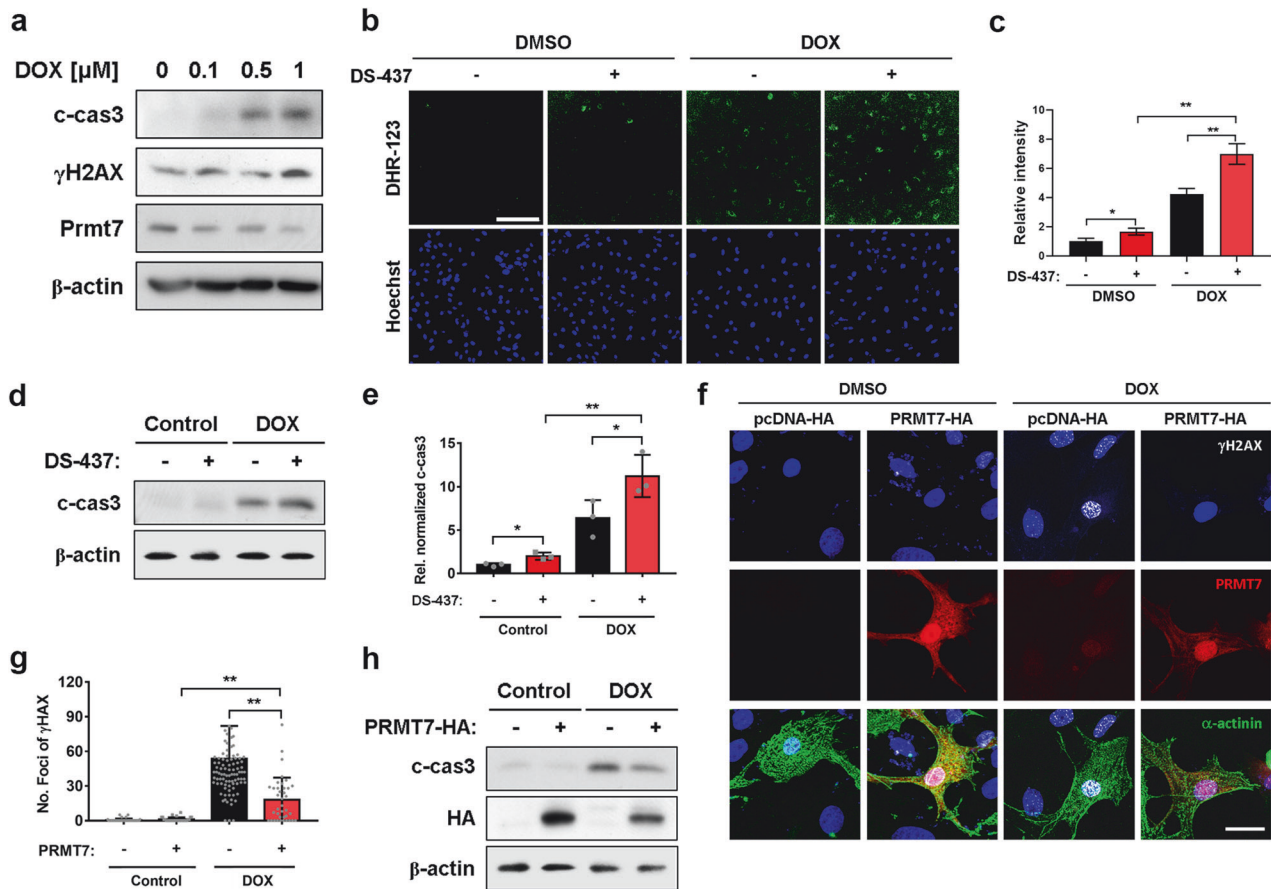 a
DOX [µM] 0 0.1 0.5 1
c-cas3
γH2AX
Prmt7
β-actin
b
DMSO DOX
DS-437 - + - +
DHR-123
Hoechst
c
Relative intensity
10
8
6
4
2
0
* ** **
DS-437: - + - +
DMSO DOX
d
Control DOX
DS-437: - + - +
c-cas3
β-actin
e
Rel. normalized c-cas3
15
10
5
0
* * **
DS-437: - + - +
Control DOX
f
DMSO DOX
pcDNA-HA PRMT7-HA pcDNA-HA PRMT7-HA
γH2AX
PRMT7
α-actinin
g
No. Foci of γHAX
120
90
60
30
0
** **
PRMT7: - + - +
Control DOX
h
Control DOX
PRMT7-HA: - + - +
c-cas3
HA
β-actin